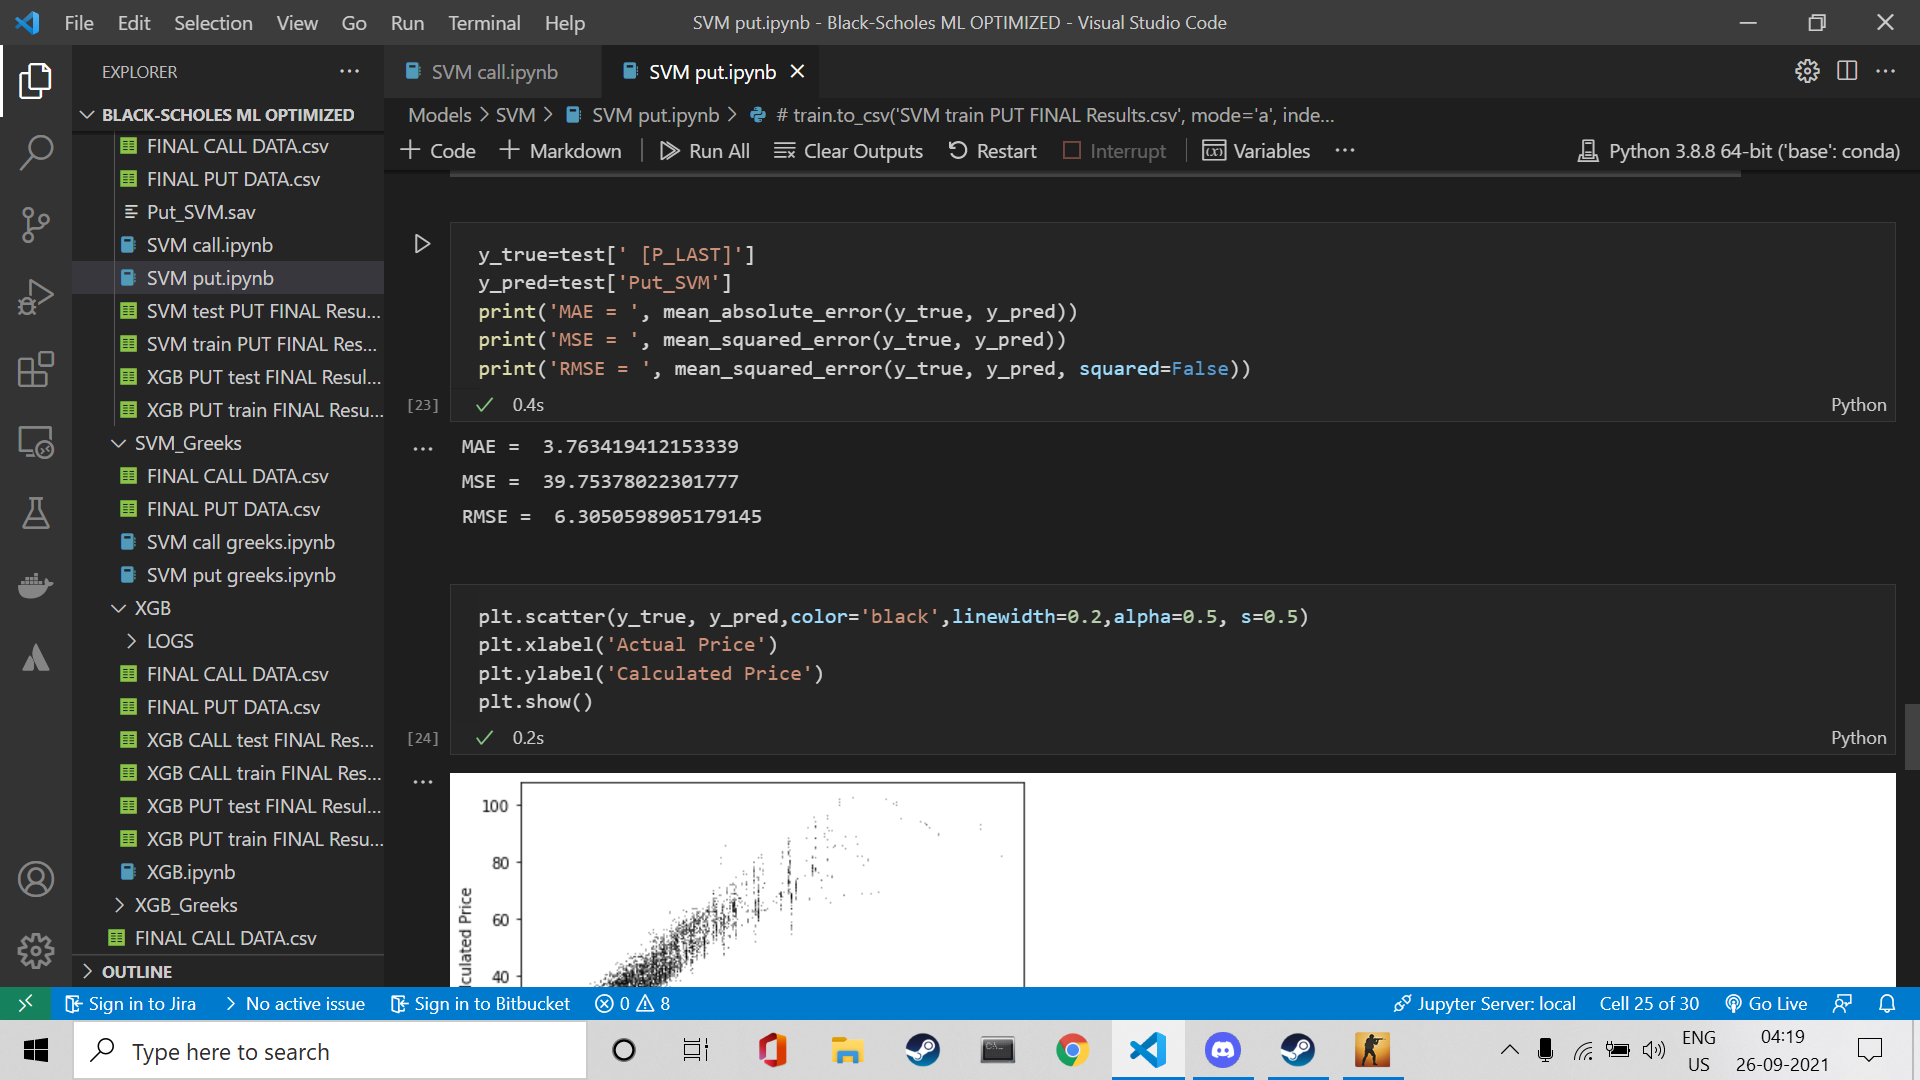 File Edit Selection View Go Run Terminal Help
SVM put.ipynb - Black-Scholes ML OPTIMIZED - Visual Studio Code
EXPLORER
BLACK-SCHOLES ML OPTIMIZED
FINAL CALL DATA.csv
FINAL PUT DATA.csv
Put_SVM.sav
SVM call.ipynb
SVM put.ipynb
SVM test PUT FINAL Resu...
SVM train PUT FINAL Res...
XGB PUT test FINAL Resul...
XGB PUT train FINAL Resu...
SVM_Greeks
FINAL CALL DATA.csv
FINAL PUT DATA.csv
SVM call greeks.ipynb
SVM put greeks.ipynb
XGB
LOGS
FINAL CALL DATA.csv
FINAL PUT DATA.csv
XGB CALL test FINAL Res...
XGB CALL train FINAL Res...
XGB PUT test FINAL Resul...
XGB PUT train FINAL Resu...
XGB.ipynb
XGB_Greeks
FINAL CALL DATA.csv
OUTLINE
SVM call.ipynb
SVM put.ipynb
Models > SVM > SVM put.ipynb > # train.to_csv('SVM train PUT FINAL Results.csv', mode='a', inde...
+ Code + Markdown Run All Clear Outputs Restart Interrupt Variables ...
Python 3.8.8 64-bit ('base': conda)
y_true=test[' [P_LAST]']
y_pred=test['Put_SVM']
print('MAE = ', mean_absolute_error(y_true, y_pred))
print('MSE = ', mean_squared_error(y_true, y_pred))
print('RMSE = ', mean_squared_error(y_true, y_pred, squared=False))
[23] 0.4s Python
MAE =  3.763419412153339
MSE =  39.75378022301777
RMSE =  6.3050598905179145
plt.scatter(y_true, y_pred,color='black',linewidth=0.2,alpha=0.5, s=0.5)
plt.xlabel('Actual Price')
plt.ylabel('Calculated Price')
plt.show()
[24] 0.2s Python
100
80
60
40
culated Price
Sign in to Jira No active issue Sign in to Bitbucket 0 8
Jupyter Server: local Cell 25 of 30 Go Live
Type here to search
ENG
US
04:19
26-09-2021